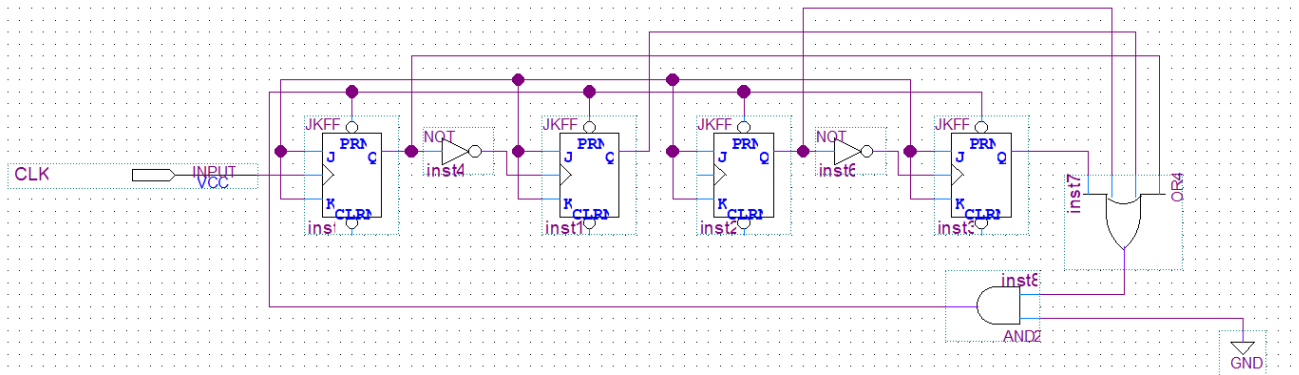 CLK
INPUT
VCC
JKFF
PRN
J
Q
K
CLRN
inst
NOT
inst4
JKFF
PRN
J
Q
K
CLRN
inst1
JKFF
PRN
J
Q
K
CLRN
inst2
NOT
inst6
JKFF
PRN
J
Q
K
CLRN
inst3
inst7
OR4
inst8
AND2
GND